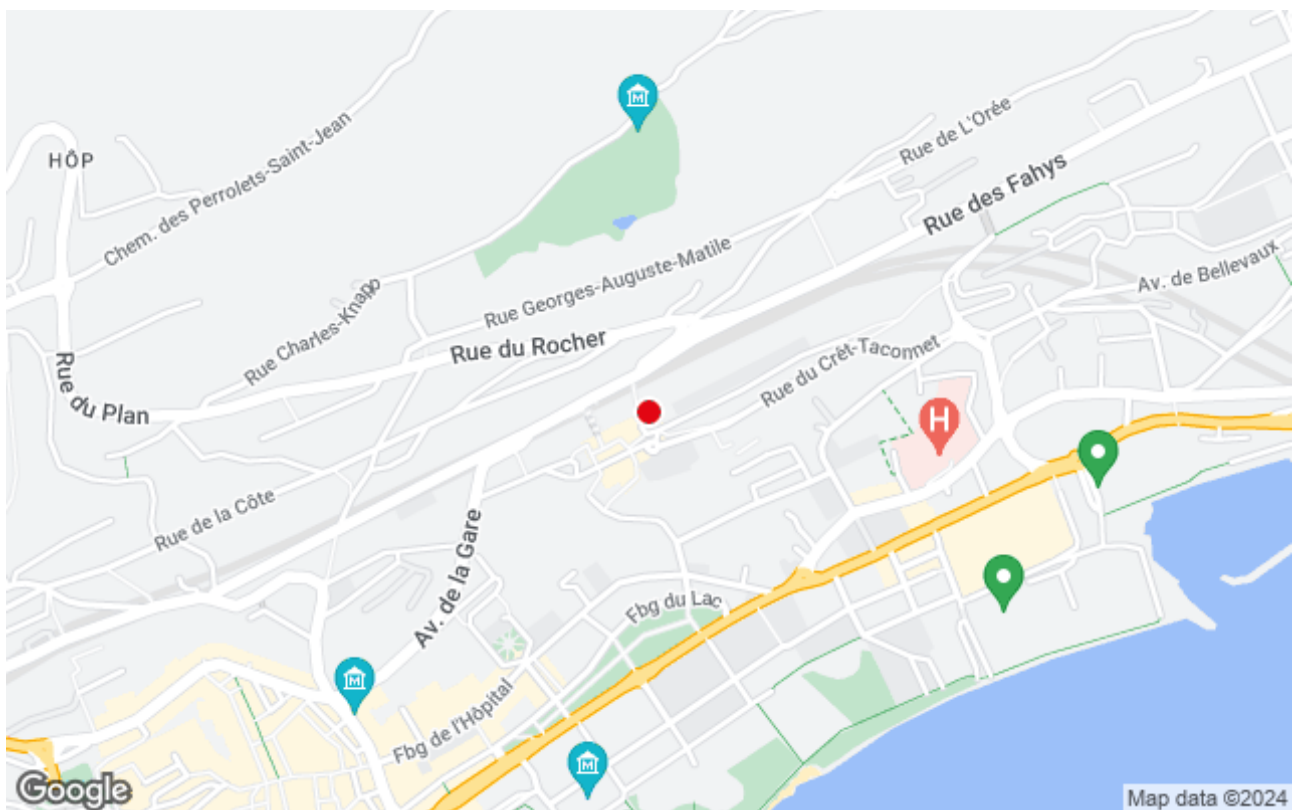 HÔP
Chem. des Perrolets-Saint-Jean
Rue de L'Orée
Rue des Fahys
Av. de Bellevaux
Rue Georges-Auguste-Matile
Rue Charles-Knapp
Rue du Rocher
Rue du Plan
Rue du Crêt-Taconnet
H
Rue de la Côte
Av. de la Gare
Fbg du Lac
Fbg de l'Hôpital
M
M
M
Google
Map data ©2024